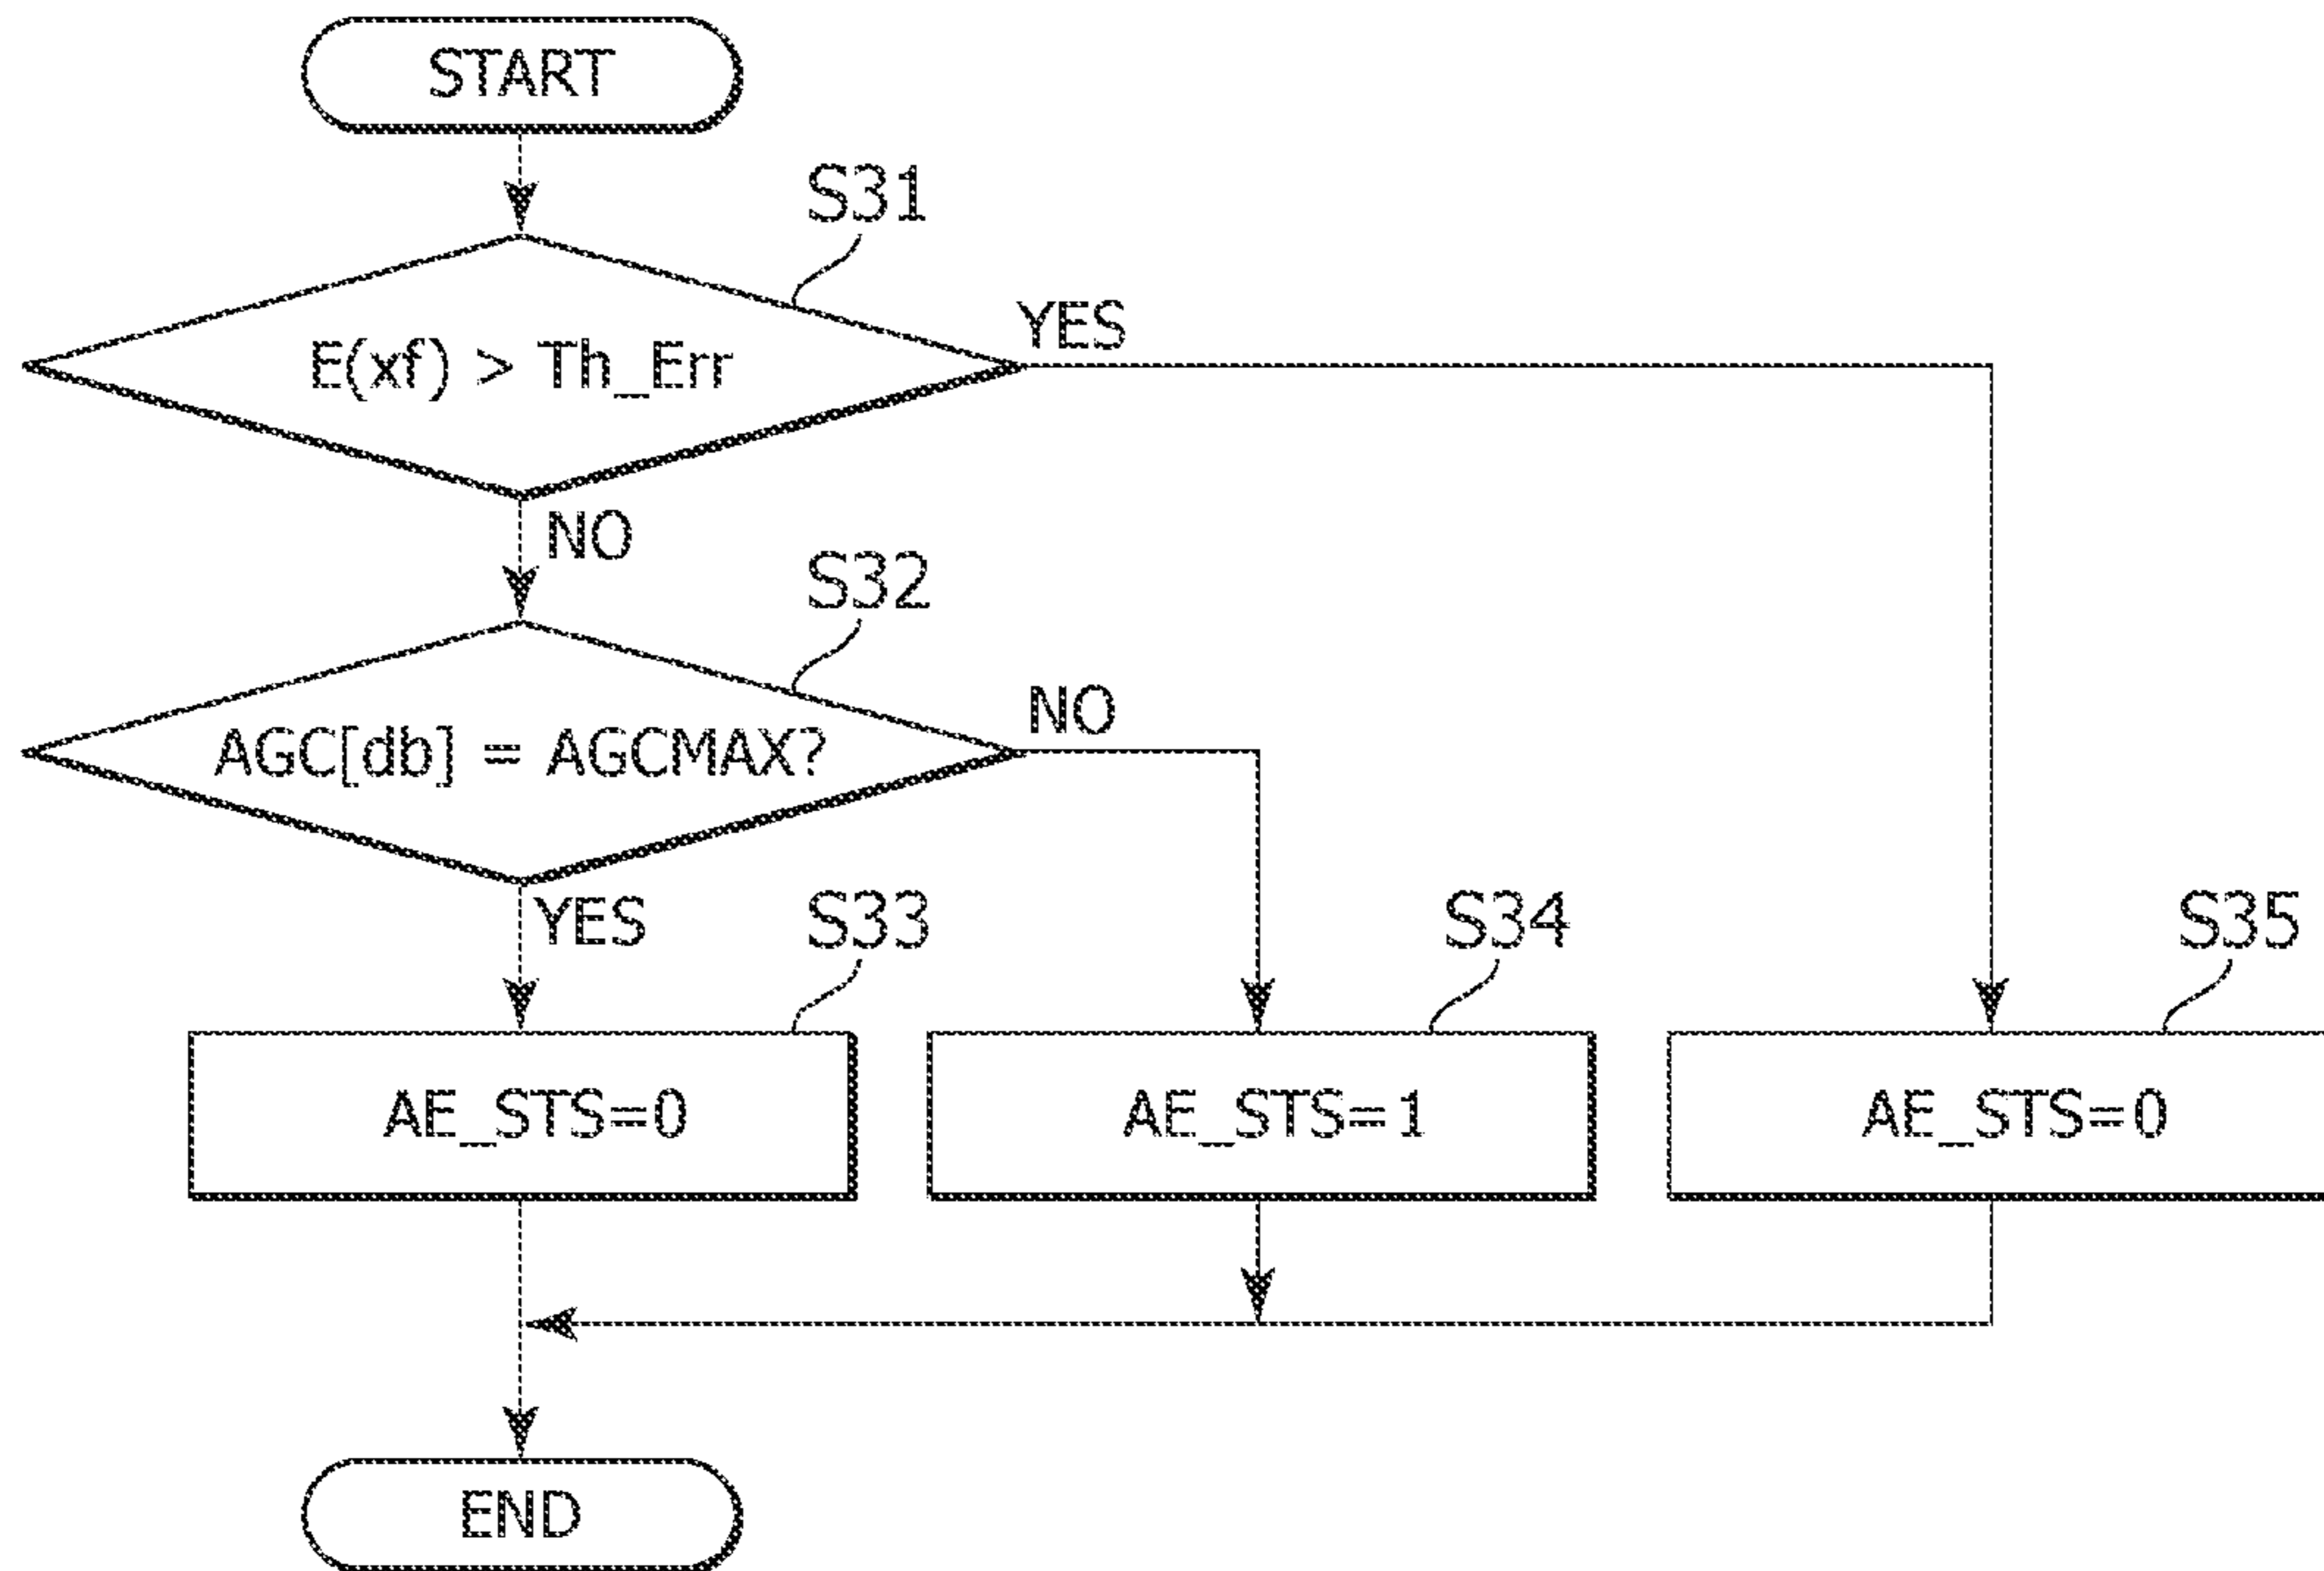 START
S31
E(xf) > Th_Err
YES
NO
S32
AGC[db] = AGCMAX?
NO
YES
S33
S34
S35
AE_STS=0
AE_STS=1
AE_STS=0
END